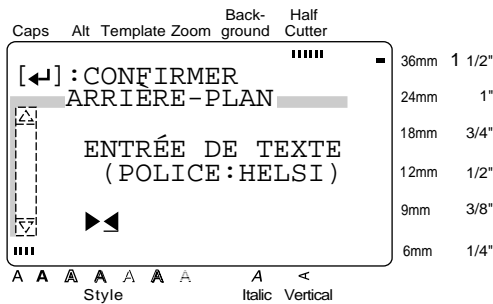 Back- Half
Caps Alt Template Zoom ground Cutter
[↵]:CONFIRMER
ARRIÈRE-PLAN
ENTRÉE DE TEXTE
(POLICE:HELSI)
36mm 1 1/2"
24mm 1"
18mm 3/4"
12mm 1/2"
9mm 3/8"
6mm 1/4"
A A A A A A A A A
Style Italic Vertical